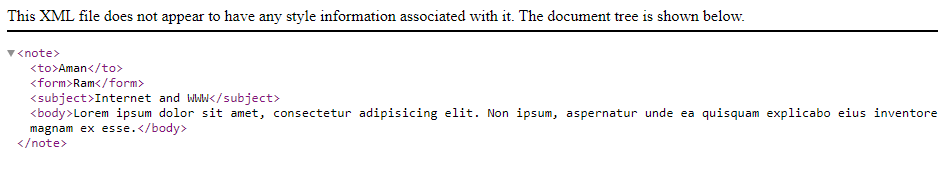 This XML file does not appear to have any style information associated with it. The document tree is shown below.
▼<note>
<to>Aman</to>
<form>Ram</form>
<subject>Internet and WWW</subject>
<body>Lorem ipsum dolor sit amet, consectetur adipisicing elit. Non ipsum, aspernatur unde ea quisquam explicabo eius inventore
magnam ex esse.</body>
</note>